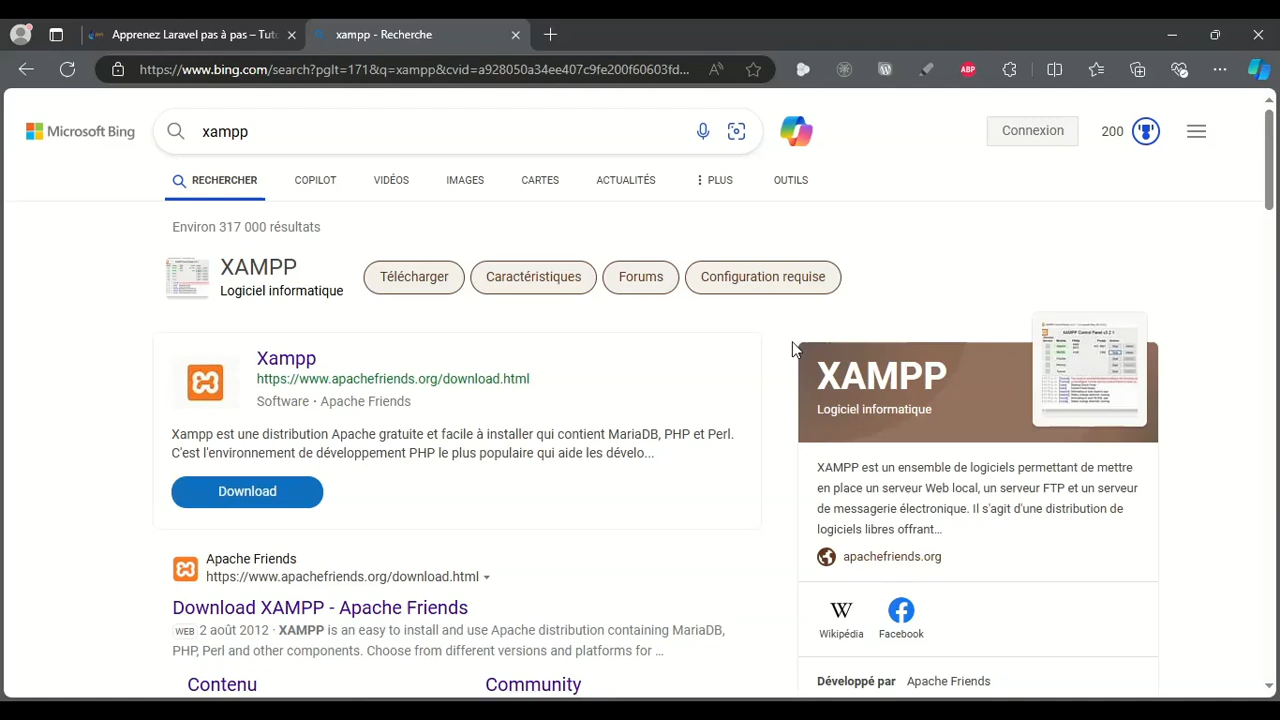 Apprenez Laravel pas à pas – Tuto
xampp - Recherche
https://www.bing.com/search?pglt=171&q=xampp&cvid=a928050a34ee407c9fe200f60603fd...
ABP
Microsoft Bing
xampp
Connexion
200
RECHERCHER
COPILOT
VIDÉOS
IMAGES
CARTES
ACTUALITÉS
PLUS
OUTILS
Environ 317 000 résultats
XAMPP
Logiciel informatique
Télécharger
Caractéristiques
Forums
Configuration requise
Xampp
https://www.apachefriends.org/download.html
Software · Apache Friends
Xampp est une distribution Apache gratuite et facile à installer qui contient MariaDB, PHP et Perl.
C'est l'environnement de développement PHP le plus populaire qui aide les dévelo...
Download
Apache Friends
https://www.apachefriends.org/download.html
Download XAMPP - Apache Friends
WEB 2 août 2012 · XAMPP is an easy to install and use Apache distribution containing MariaDB,
PHP, Perl and other components. Choose from different versions and platforms for ...
Contenu
Community
XAMPP
Logiciel informatique
XAMPP est un ensemble de logiciels permettant de mettre
en place un serveur Web local, un serveur FTP et un serveur
de messagerie électronique. Il s'agit d'une distribution de
logiciels libres offrant…
apachefriends.org
W
Wikipédia
Facebook
Développé par Apache Friends